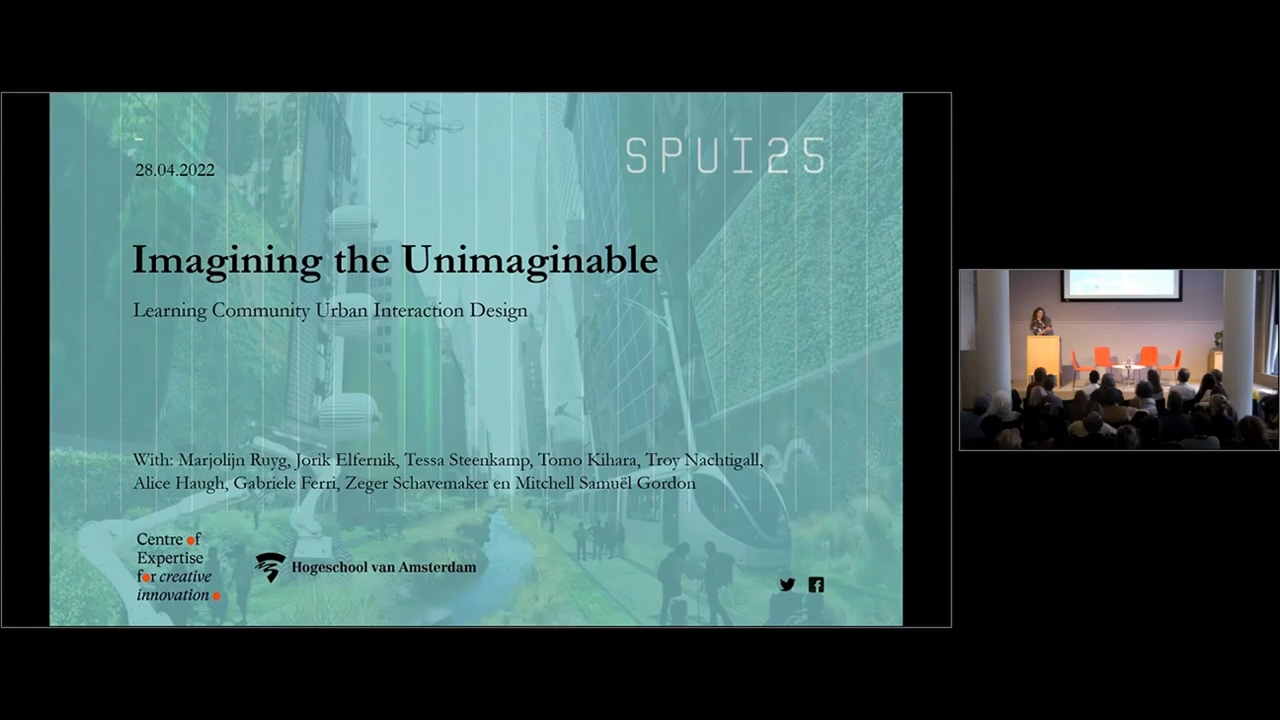 28.04.2022
SPUI25
Imagining the Unimaginable
Learning Community Urban Interaction Design
With: Marjolijn Ruyg, Jorik Elfernik, Tessa Steenkamp, Tomo Kihara, Troy Nachtigall,
Alice Haugh, Gabriele Ferri, Zeger Schavemaker en Mitchell Samuël Gordon
Centre of
Expertise
for creative
innovation
Hogeschool van Amsterdam